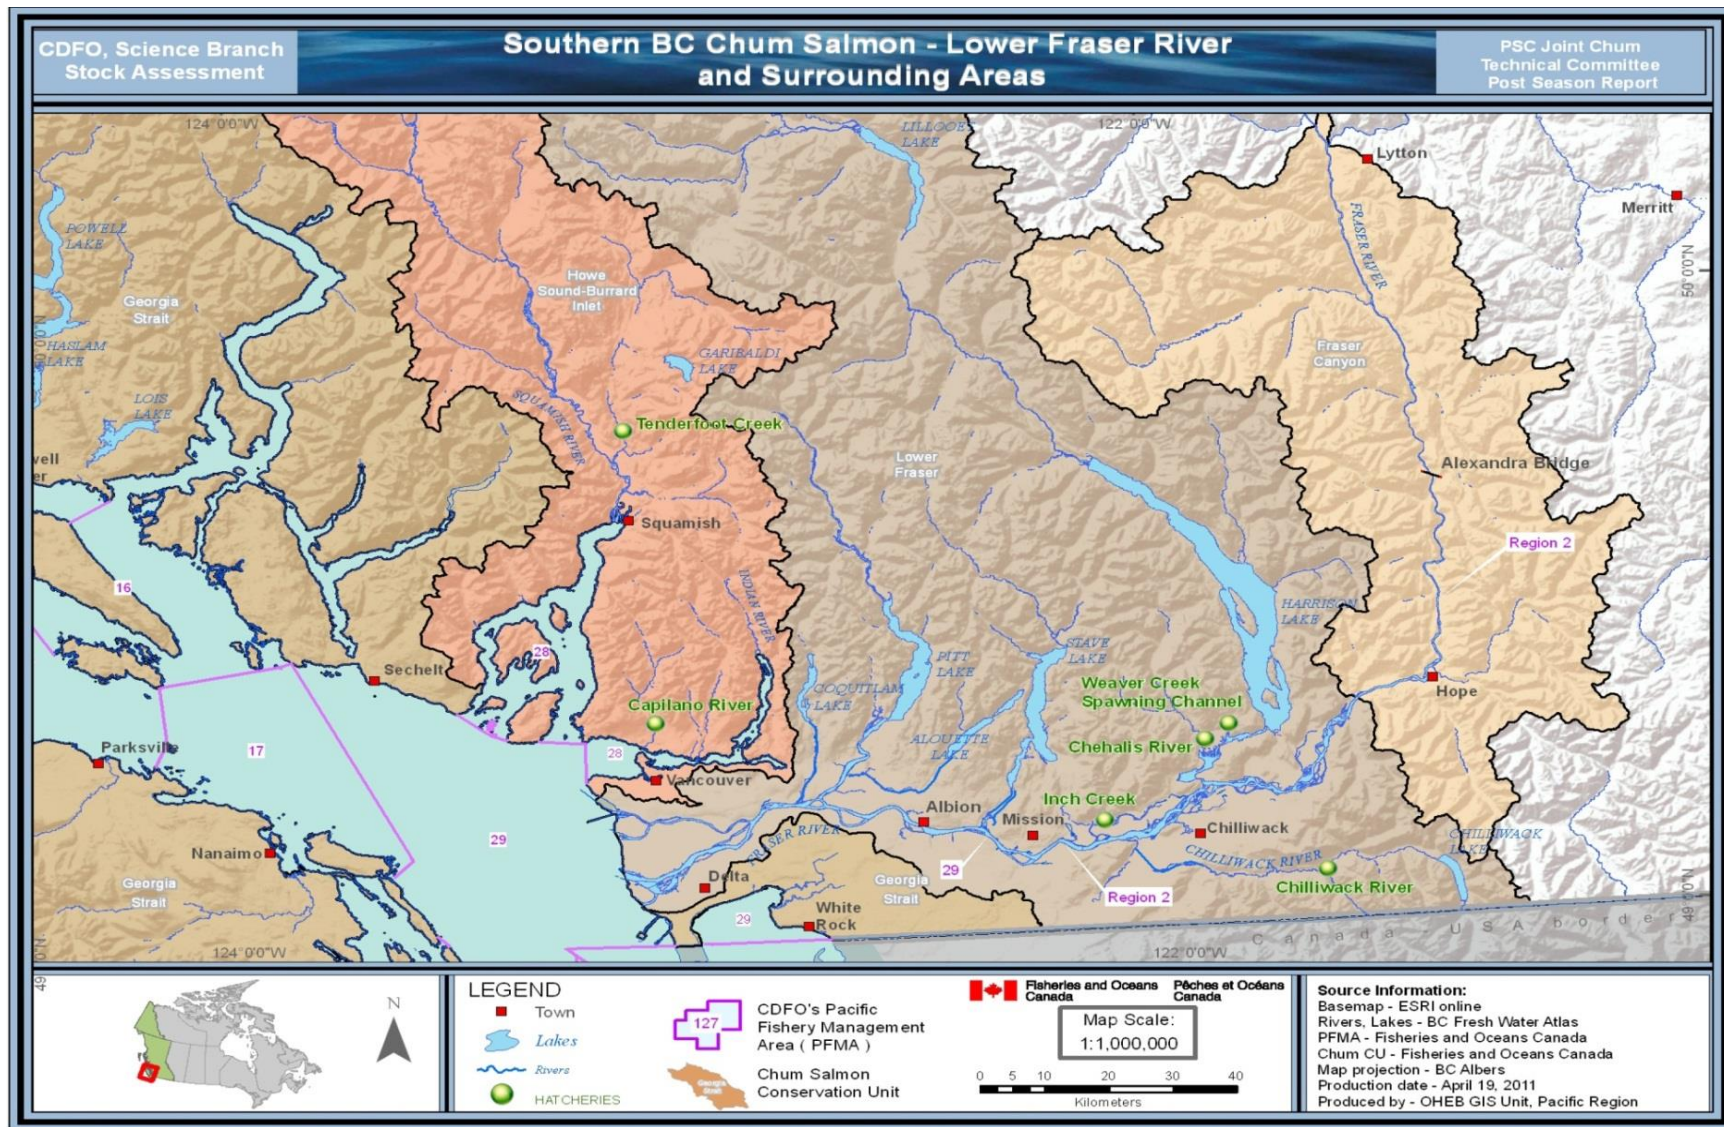 CDFO, Science Branch
Stock Assessment
Southern BC Chum Salmon - Lower Fraser River
and Surrounding Areas
PSC Joint Chum
Technical Committee
Post Season Report
124°0'0"W
122°0'0"W
LILLOOET
LAKE
Lytton
Merritt
POWELL
LAKE
FRASER RIVER
50°0'0"N
Georgia
Strait
Howe
Sound-Burrard
Inlet
HASLAM
LAKE
GARIBALDI
LAKE
Fraser
Canyon
LOIS
LAKE
SQUAMISH RIVER
Tenderfoot Creek
Lower
Fraser
Alexandra Bridge
Squamish
Region 2
16
INDIAN RIVER
HARRISON
LAKE
28
STAVE
LAKE
PITT
LAKE
Sechelt
COQUITLAM
LAKE
Weaver Creek
Spawning Channel
Hope
Capilano River
ALOUETTE
LAKE
Chehalis River
Parksville
17
28
Vancouver
Inch Creek
Albion
Mission
Chilliwack
FRASER RIVER
CHILLIWACK
LAKE
29
Nanaimo
CHILLIWACK RIVER
29
Georgia
Strait
Delta
Georgia
Strait
Chilliwack River
Region 2
White
Rock
29
49°0'0"N
Canada USA border
124°0'0"W
122°0'0"W
49
N
LEGEND
Town
Lakes
Rivers
HATCHERIES
127
CDFO's Pacific
Fishery Management
Area ( PFMA )
Georgia
Strait
Chum Salmon
Conservation Unit
Fisheries and Oceans
Canada
Pêches et Océans
Canada
Map Scale:
1:1,000,000
0 5 10 20 30 40
Kilometers
Source Information:
Basemap - ESRI online
Rivers, Lakes - BC Fresh Water Atlas
PFMA - Fisheries and Oceans Canada
Chum CU - Fisheries and Oceans Canada
Map projection - BC Albers
Production date - April 19, 2011
Produced by - OHEB GIS Unit, Pacific Region